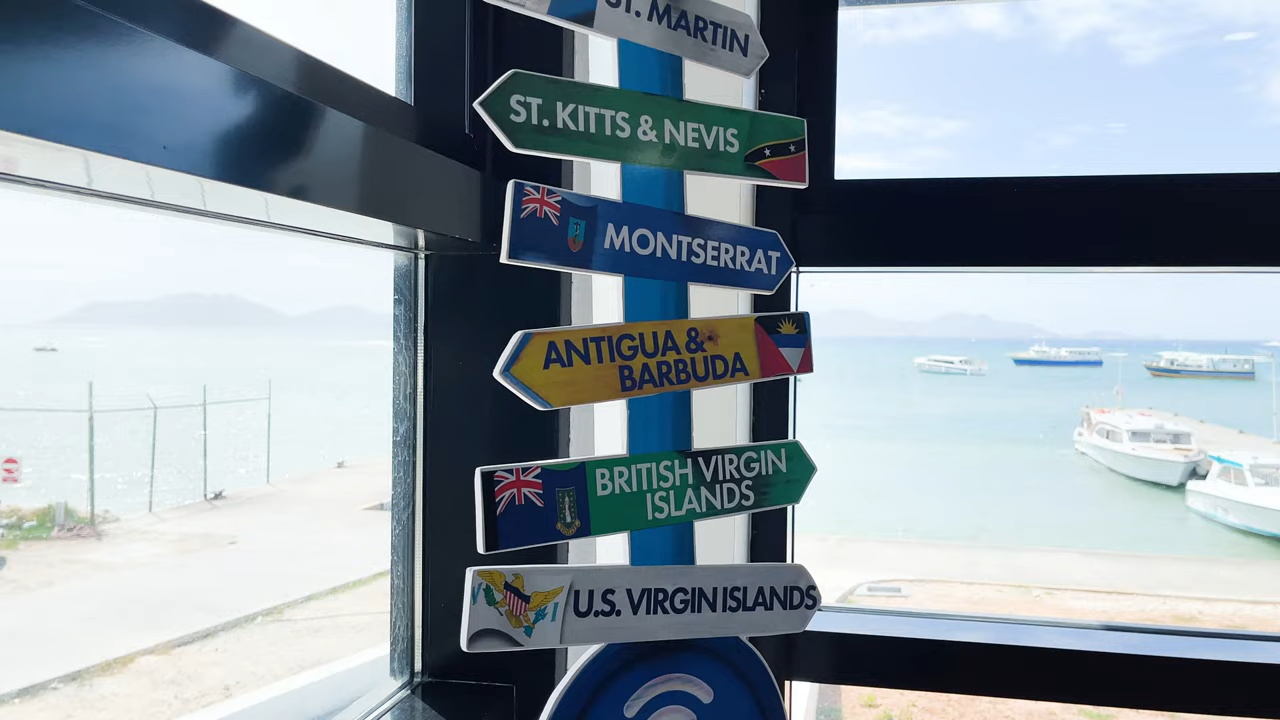 ST. MARTIN
ST. KITTS & NEVIS
MONTSERRAT
ANTIGUA &
BARBUDA
BRITISH VIRGIN
ISLANDS
V I
U.S. VIRGIN ISLANDS